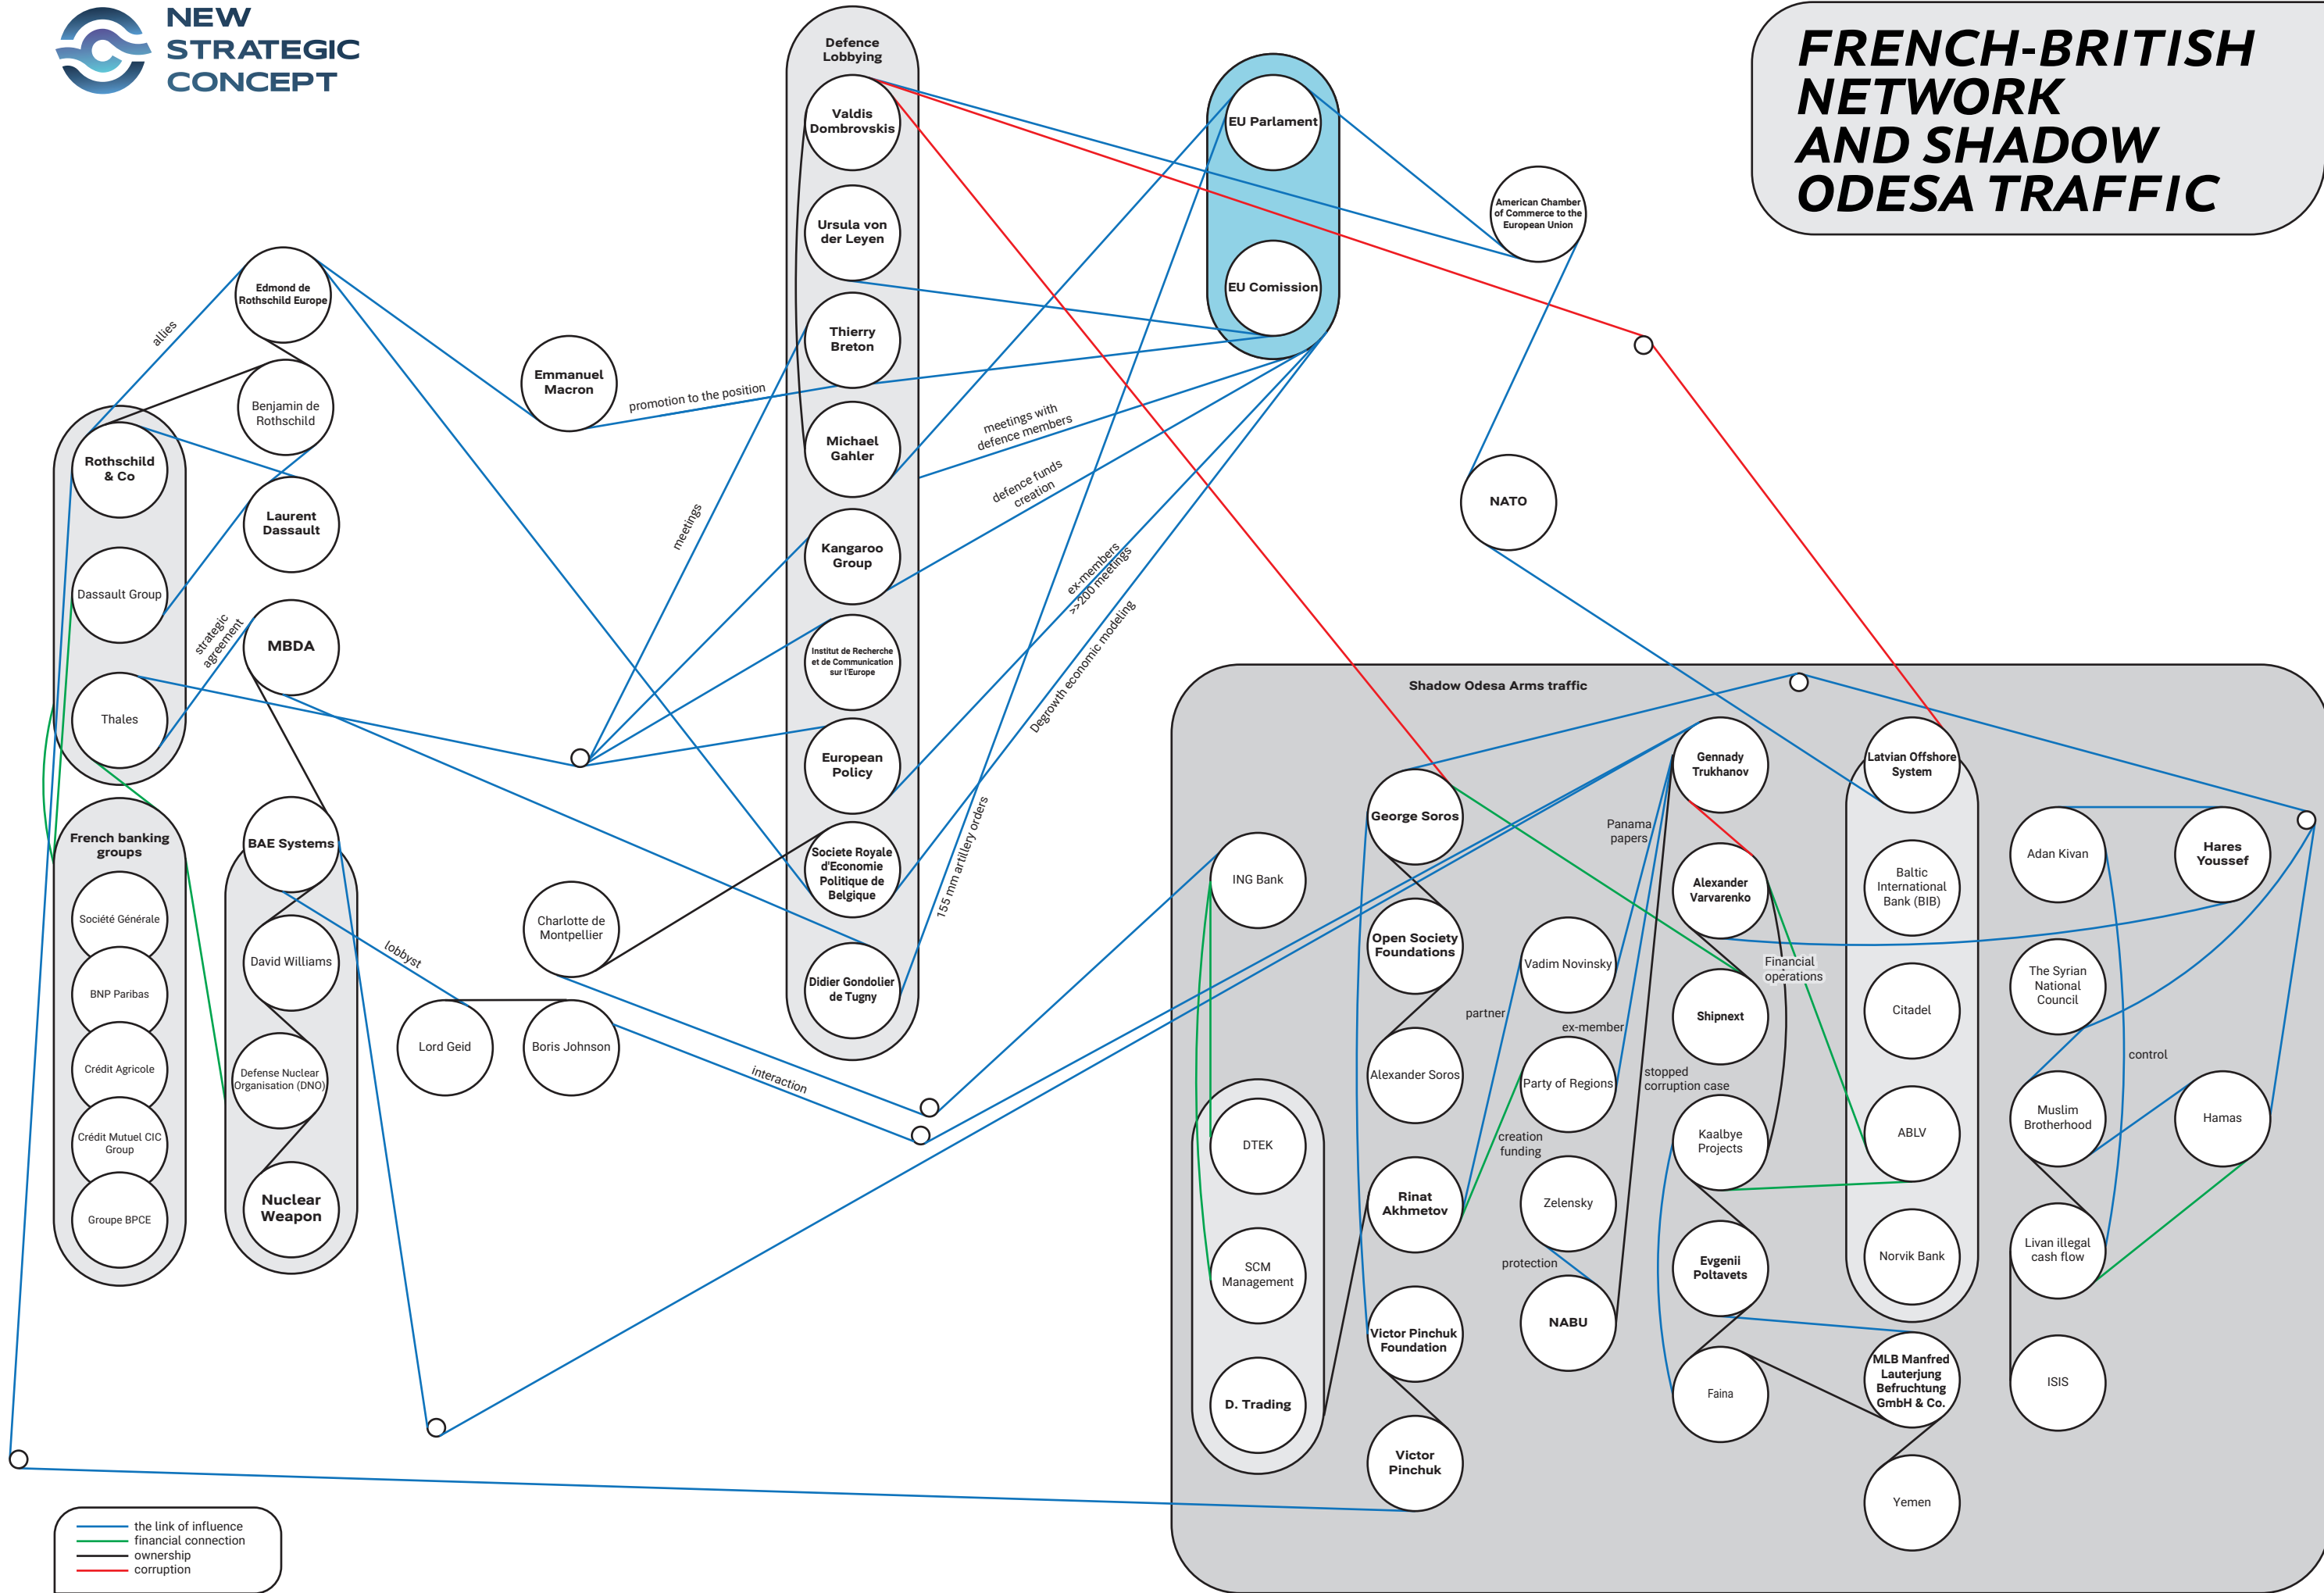 NEW
STRATEGIC
CONCEPT
FRENCH-BRITISH
NETWORK
AND SHADOW
ODESA TRAFFIC
Defence
Lobbying
Valdis
Dombrovskis
Ursula von
der Leyen
Thierry
Breton
Michael
Gahler
Kangaroo
Group
Institut de Recherche
et de Communication
sur l'Europe
European
Policy
Societe Royale
d'Economie
Politique de
Belgique
Didier Gondolier
de Tugny
EU Parlament
EU Comission
American Chamber
of Commerce to the
European Union
NATO
Edmond de
Rothschild Europe
allies
Benjamin de
Rothschild
Emmanuel
Macron
promotion to the position
Rothschild
& Co
Laurent
Dassault
Dassault Group
strategic
agreement
MBDA
Thales
meetings
meetings with
defence members
defence funds
creation
ex-members
>>200 meetings
Degrowth economic modeling
155 mm artillery orders
French banking
groups
Société Générale
BNP Paribas
Crédit Agricole
Crédit Mutuel CIC
Group
Groupe BPCE
BAE Systems
David Williams
Defense Nuclear
Organisation (DNO)
Nuclear
Weapon
lobbyst
Lord Geid
Charlotte de
Montpellier
Boris Johnson
interaction
Shadow Odesa Arms traffic
ING Bank
DTEK
SCM
Management
D. Trading
George Soros
Open Society
Foundations
Alexander Soros
Rinat
Akhmetov
Victor Pinchuk
Foundation
Victor
Pinchuk
Panama
papers
Vadim Novinsky
partner
ex-member
Party of Regions
creation
funding
Zelensky
protection
NABU
Gennady
Trukhanov
Alexander
Varvarenko
Financial
operations
Shipnext
stopped
corruption case
Kaalbye
Projects
Evgenii
Poltavets
Faina
Latvian Offshore
System
Baltic
International
Bank (BIB)
Citadel
ABLV
Norvik Bank
MLB Manfred
Lauterjung
Befruchtung
GmbH & Co.
Yemen
Adan Kivan
Hares
Youssef
The Syrian
National
Council
control
Muslim
Brotherhood
Hamas
Livan illegal
cash flow
ISIS
the link of influence
financial connection
ownership
corruption